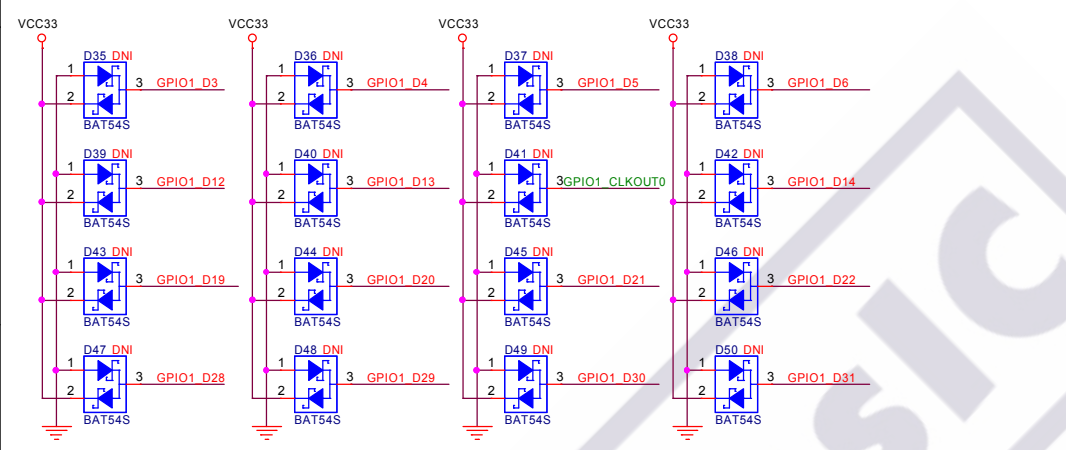 VCC33 VCC33 VCC33 VCC33
D35 DNI D36 DNI D37 DNI D38 DNI
1 1 1 1
3 GPIO1_D3 3 GPIO1_D4 3 GPIO1_D5 3 GPIO1_D6
2 2 2 2
BAT54S BAT54S BAT54S BAT54S
D39 DNI D40 DNI D41 DNI D42 DNI
1 1 1 1
3 GPIO1_D12 3 GPIO1_D13 3 GPIO1_CLKOUT0 3 GPIO1_D14
2 2 2 2
BAT54S BAT54S BAT54S BAT54S
D43 DNI D44 DNI D45 DNI D46 DNI
1 1 1 1
3 GPIO1_D19 3 GPIO1_D20 3 GPIO1_D21 3 GPIO1_D22
2 2 2 2
BAT54S BAT54S BAT54S BAT54S
D47 DNI D48 DNI D49 DNI D50 DNI
1 1 1 1
3 GPIO1_D28 3 GPIO1_D29 3 GPIO1_D30 3 GPIO1_D31
2 2 2 2
BAT54S BAT54S BAT54S BAT54S